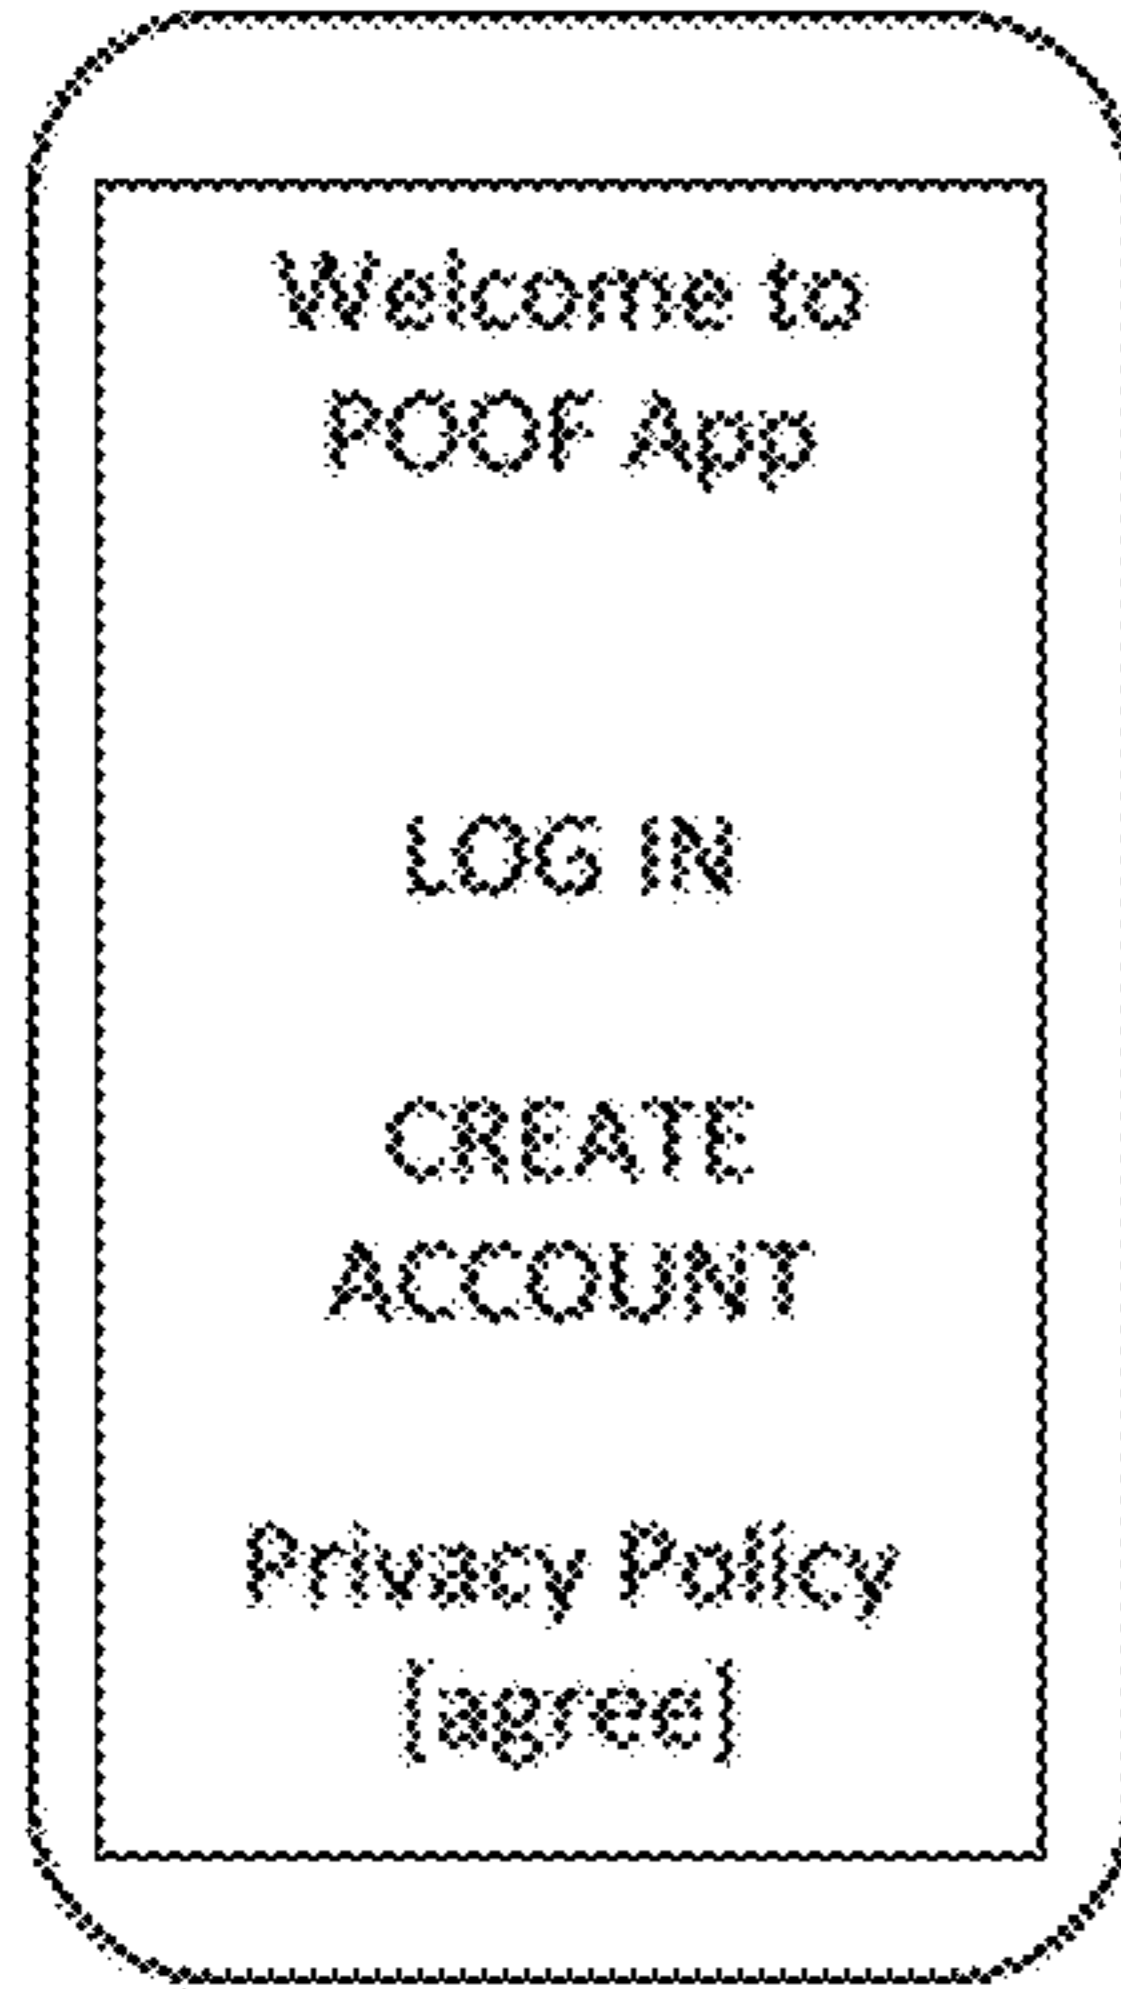 Welcome to
POOF App
LOG IN
CREATE
ACCOUNT
Privacy Policy
[agree]